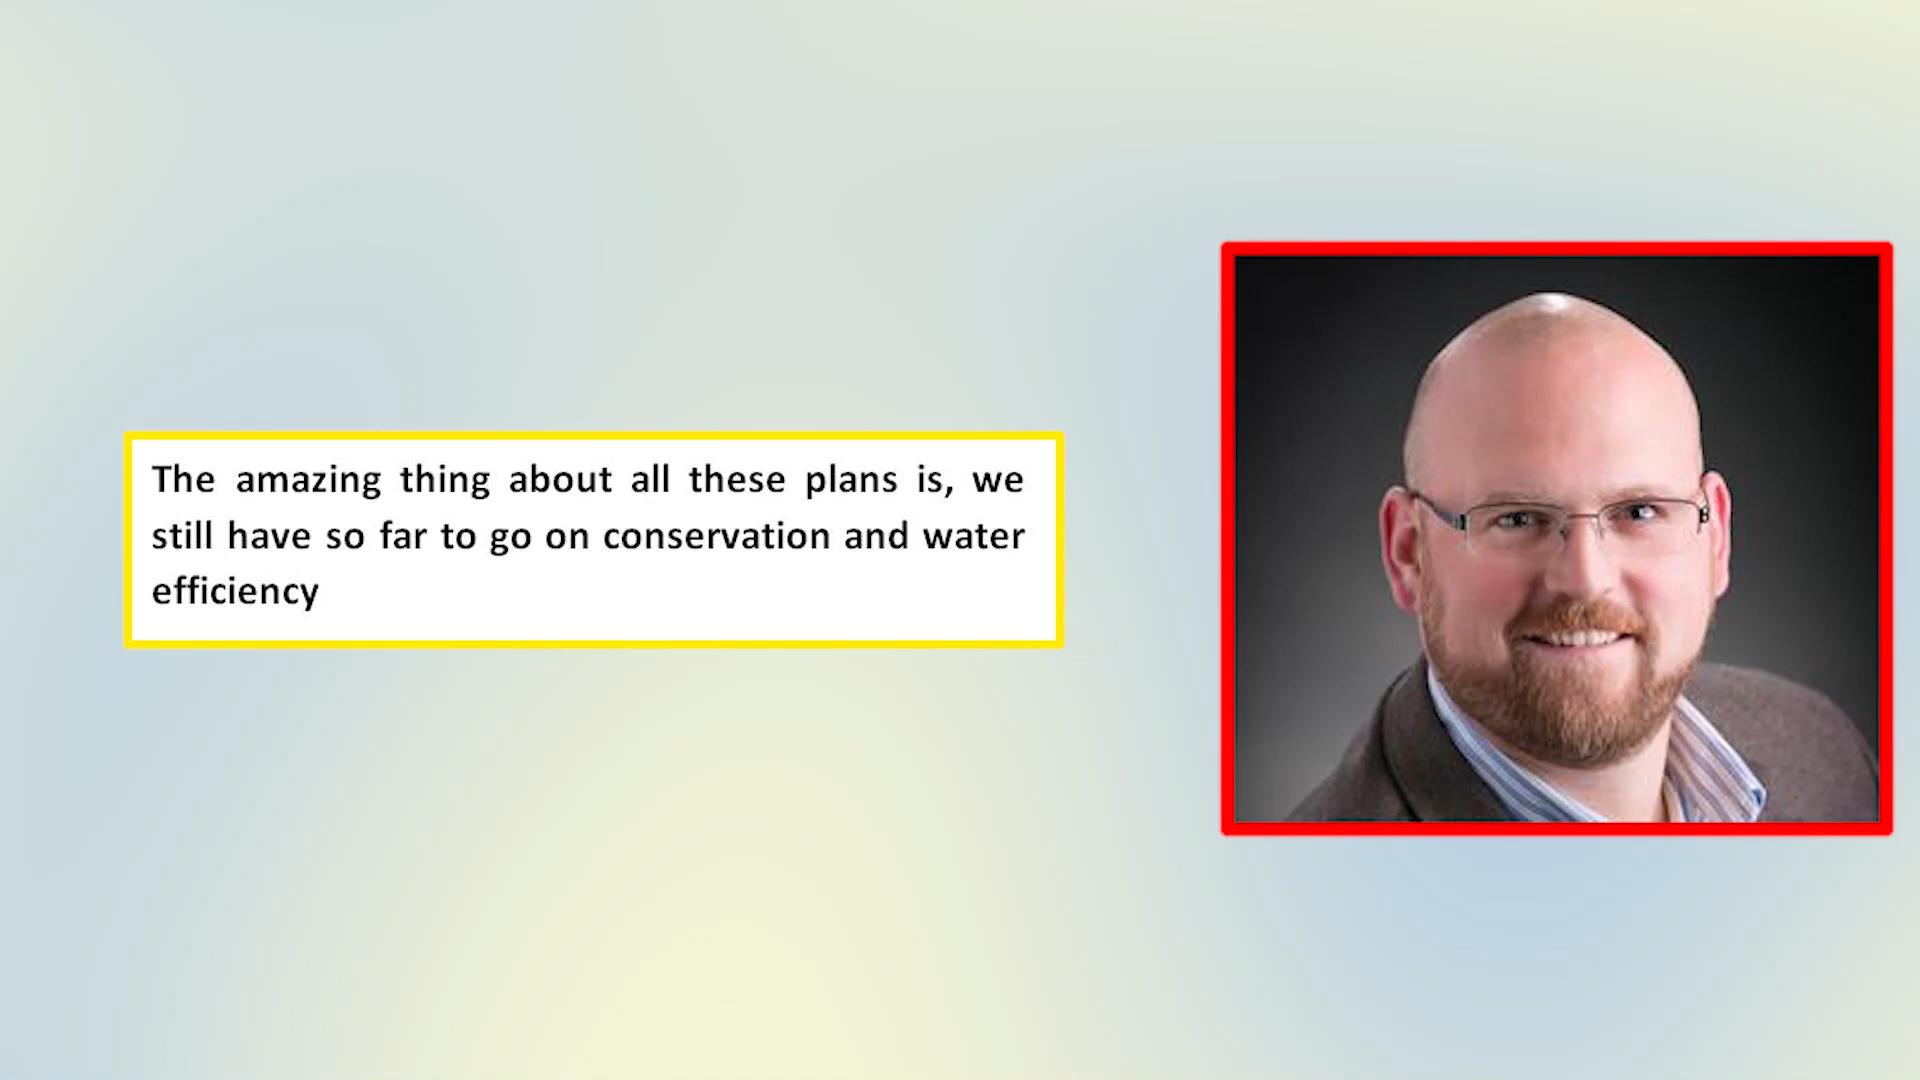 The amazing thing about all these plans is, we
still have so far to go on conservation and water
efficiency